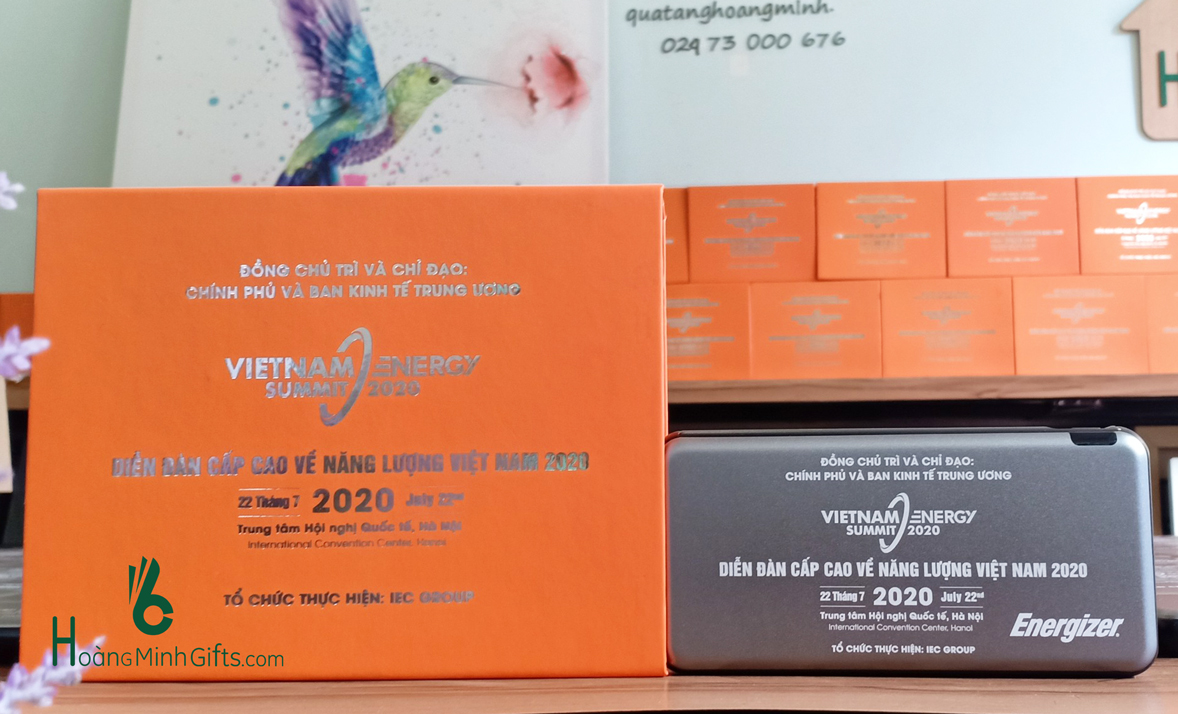 quatanghoangminh.
024 73 000 676
H
ĐỒNG CHỦ TRÌ VÀ CHỈ ĐẠO:
CHÍNH PHỦ VÀ BAN KINH TẾ TRUNG ƯƠNG
VIETNAM ENERGY
SUMMIT 2020
DIỄN ĐÀN CẤP CAO VỀ NĂNG LƯỢNG VIỆT NAM 2020
22 Tháng 7 2020 July 22nd
Trung tâm Hội nghị Quốc tế, Hà Nội
International Convention Center, Hanoi
TỔ CHỨC THỰC HIỆN: IEC GROUP
HoàngMinhGifts.com
ĐỒNG CHỦ TRÌ VÀ CHỈ ĐẠO:
CHÍNH PHỦ VÀ BAN KINH TẾ TRUNG ƯƠNG
VIETNAM ENERGY
SUMMIT 2020
DIỄN ĐÀN CẤP CAO VỀ NĂNG LƯỢNG VIỆT NAM 2020
22 Tháng 7 2020 July 22nd
Trung tâm Hội nghị Quốc tế, Hà Nội
International Convention Center, Hanoi
Energizer.
TỔ CHỨC THỰC HIỆN: IEC GROUP